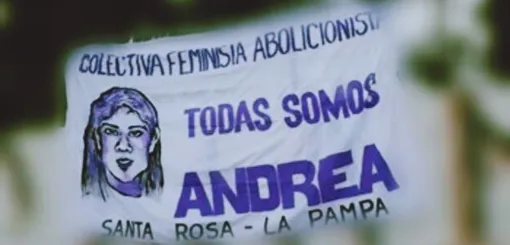 COLECTIVA FEMINISTA ABOLICIONISTA
TODAS SOMOS
ANDREA
SANTA ROSA - LA PAMPA